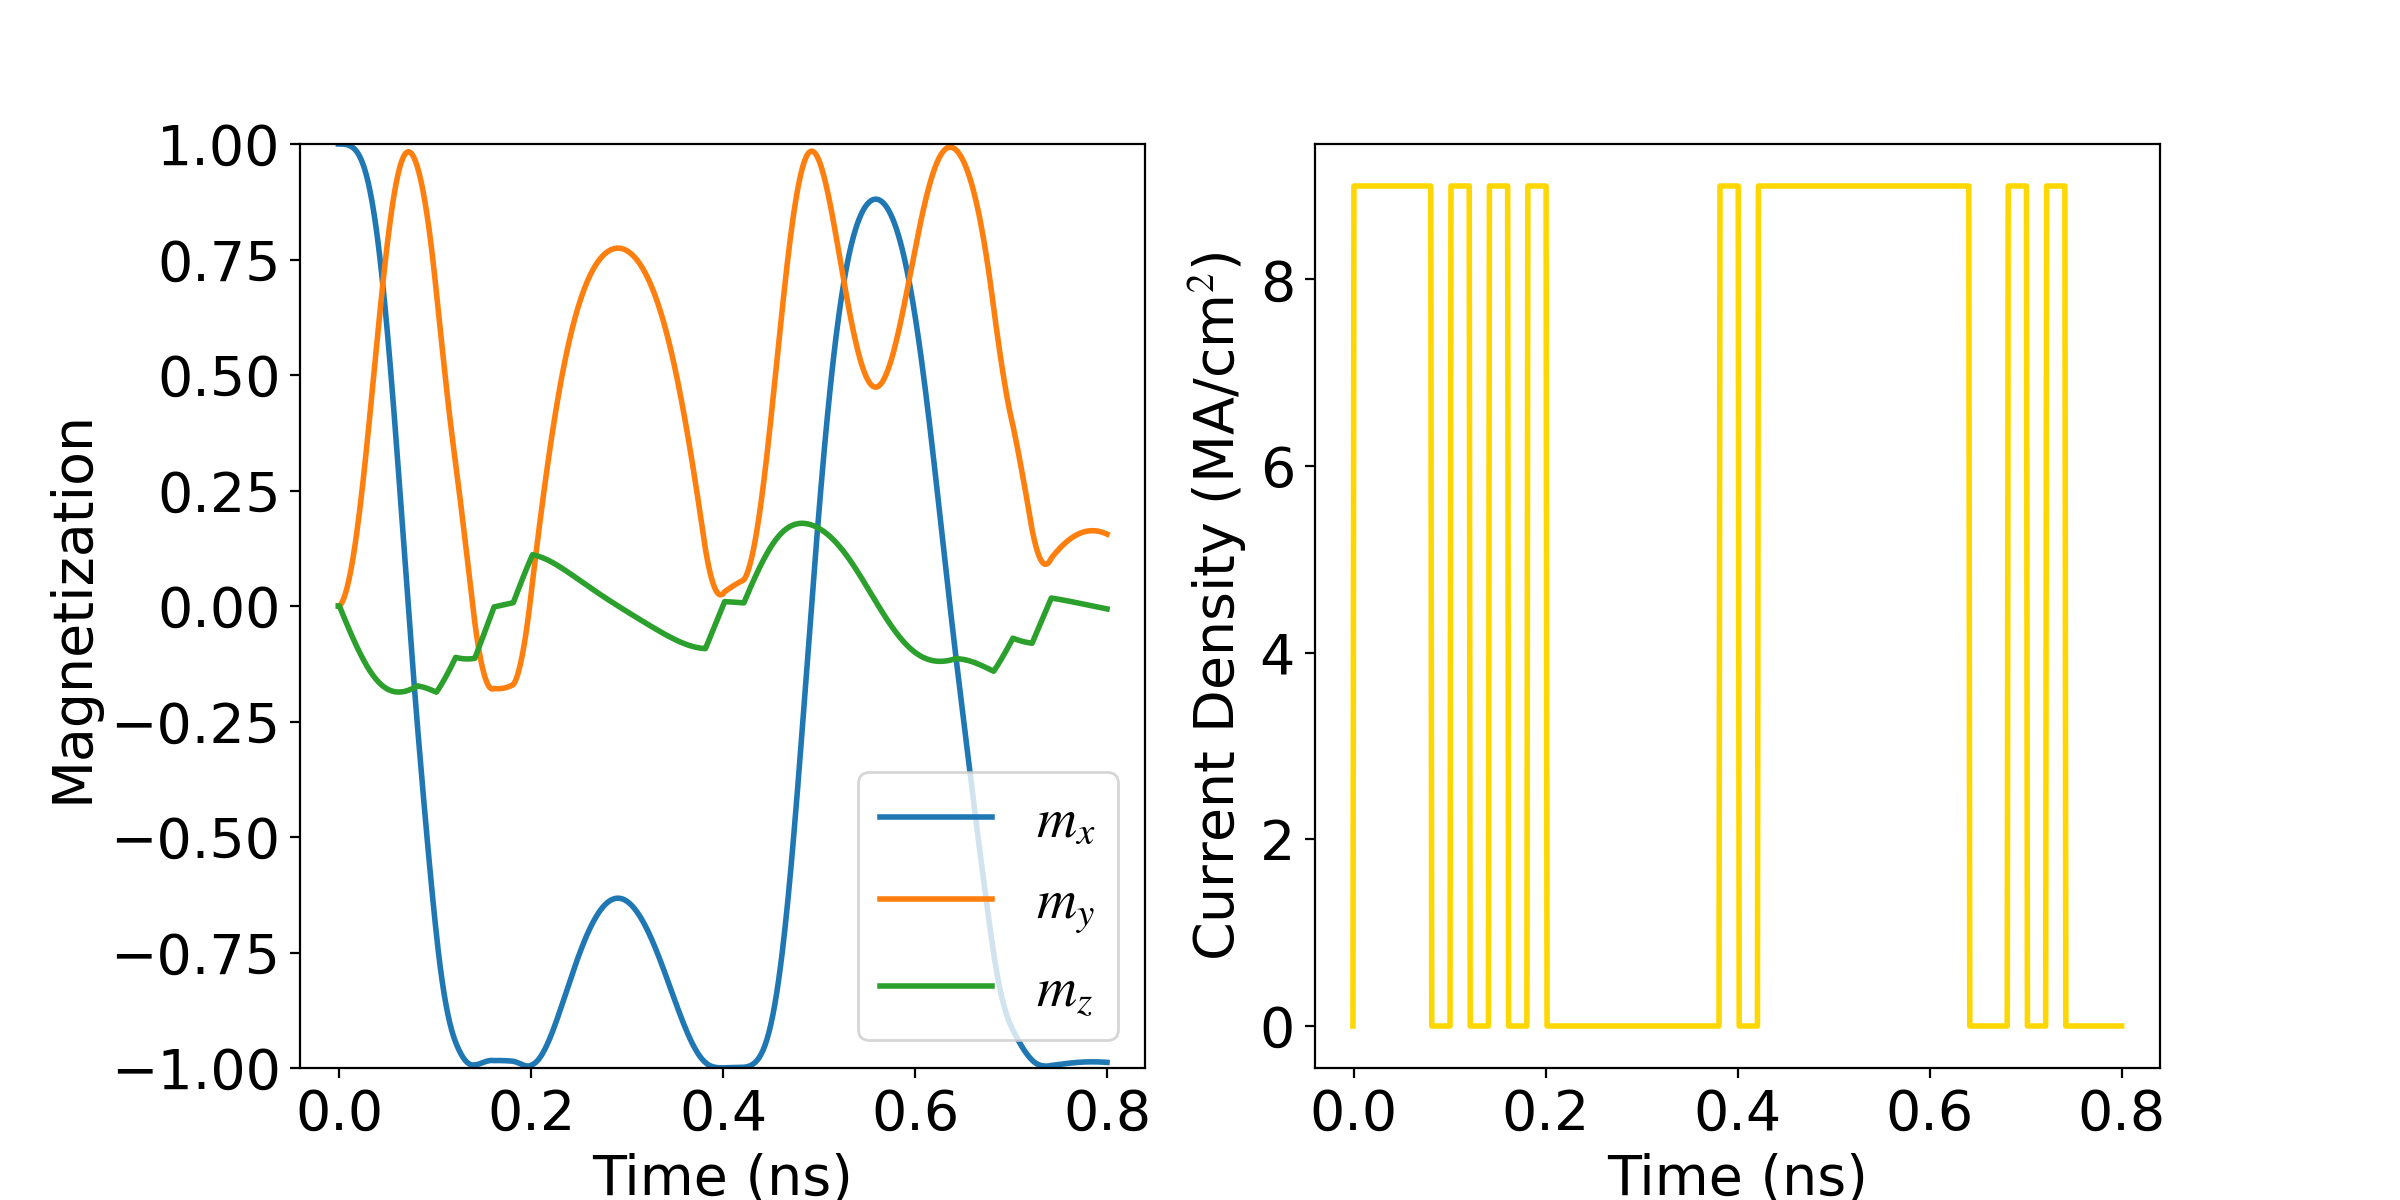 1.00
0.75
0.50
0.25
0.00
−0.25
−0.50
−0.75
−1.00
Magnetization
0.0 0.2 0.4 0.6 0.8
Time (ns)
m_x
m_y
m_z
8
6
4
2
0
Current Density (MA/cm²)
0.0 0.2 0.4 0.6 0.8
Time (ns)